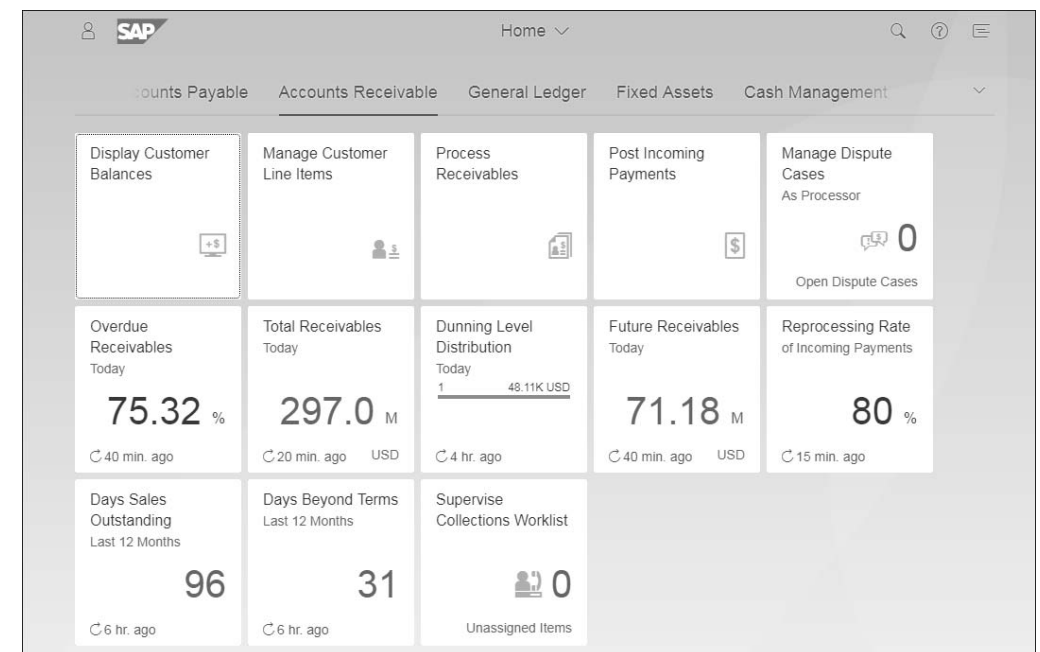 SAP
Home
ounts Payable
Accounts Receivable
General Ledger
Fixed Assets
Cash Management
Display Customer
Balances
Manage Customer
Line Items
Process
Receivables
Post Incoming
Payments
Manage Dispute
Cases
As Processor
0
Open Dispute Cases
Overdue
Receivables
Today
75.32 %
40 min. ago
Total Receivables
Today
297.0 M
20 min. ago USD
Dunning Level
Distribution
Today
1 48.11K USD
4 hr. ago
Future Receivables
Today
71.18 M
40 min. ago USD
Reprocessing Rate
of Incoming Payments
80 %
15 min. ago
Days Sales
Outstanding
Last 12 Months
96
6 hr. ago
Days Beyond Terms
Last 12 Months
31
6 hr. ago
Supervise
Collections Worklist
0
Unassigned Items